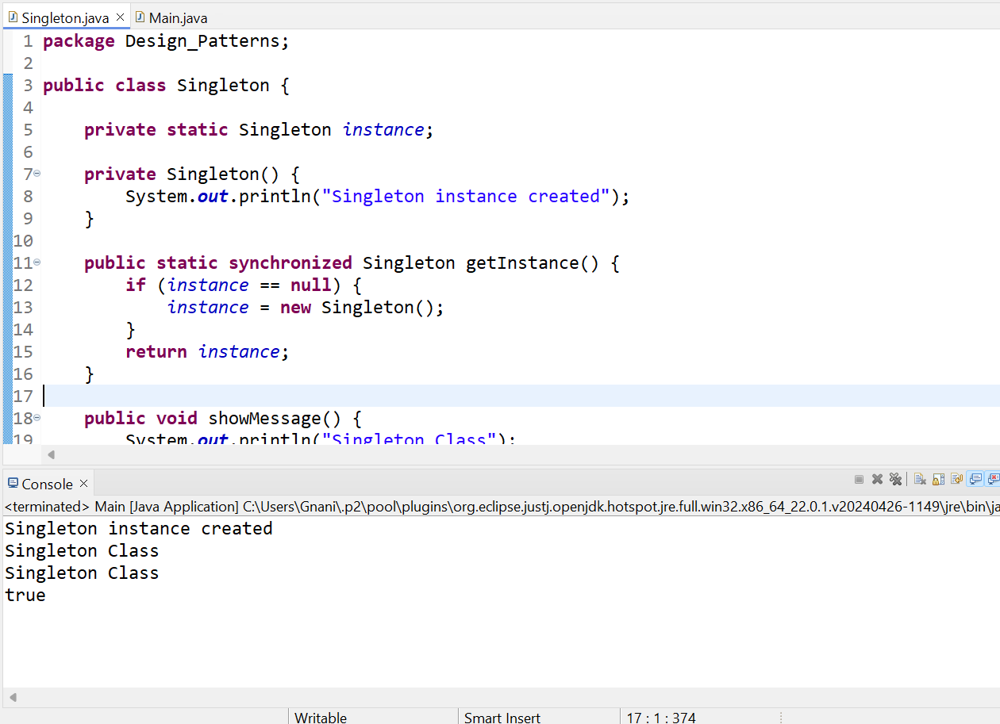 Singleton.java Main.java
1 package Design_Patterns;
2
3 public class Singleton {
4
5     private static Singleton instance;
6
7     private Singleton() {
8         System.out.println("Singleton instance created");
9     }
10
11     public static synchronized Singleton getInstance() {
12         if (instance == null) {
13             instance = new Singleton();
14         }
15         return instance;
16     }
17
18     public void showMessage() {
19         System.out.println("Singleton Class");
Console
<terminated> Main [Java Application] C:\Users\Gnani\.p2\pool\plugins\org.eclipse.justj.openjdk.hotspot.jre.full.win32.x86_64_22.0.1.v20240426-1149\jre\bin\ja
Singleton instance created
Singleton Class
Singleton Class
true
Writable Smart Insert 17 : 1 : 374